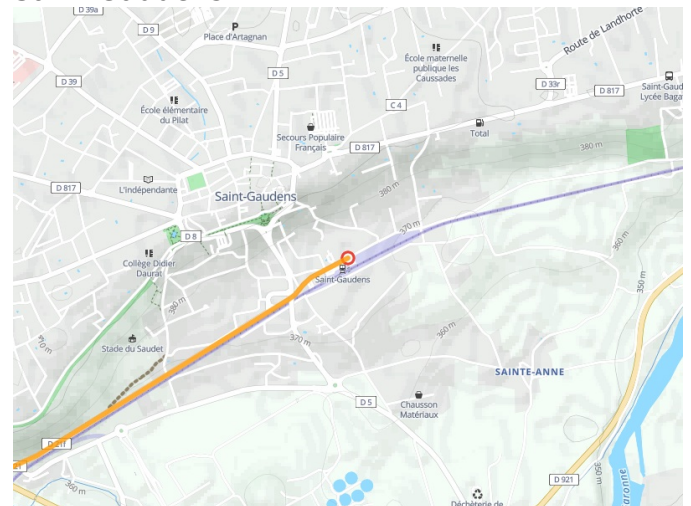 D 39a
D 9
Place d'Artagnan
Route de Landhorte
École maternelle
publique les
Caussades
D 5
D 39
D 33r
D 817
Saint-Gaud
Lycée Baga
École élémentaire
du Pilat
C 4
Secours Populaire
Français
Total
D 817
380 m
D 817
L'Indépendante
Saint-Gaudens
380 m
370 m
D 8
360 m
Collège Didier
Daurat
Saint-Gaudens
350 m
380 m
360 m
370 m
Stade du Saudet
SAINTE-ANNE
D 5
Chausson
Matériaux
D 921
350 m
360 m
aronne
Déchèterie de